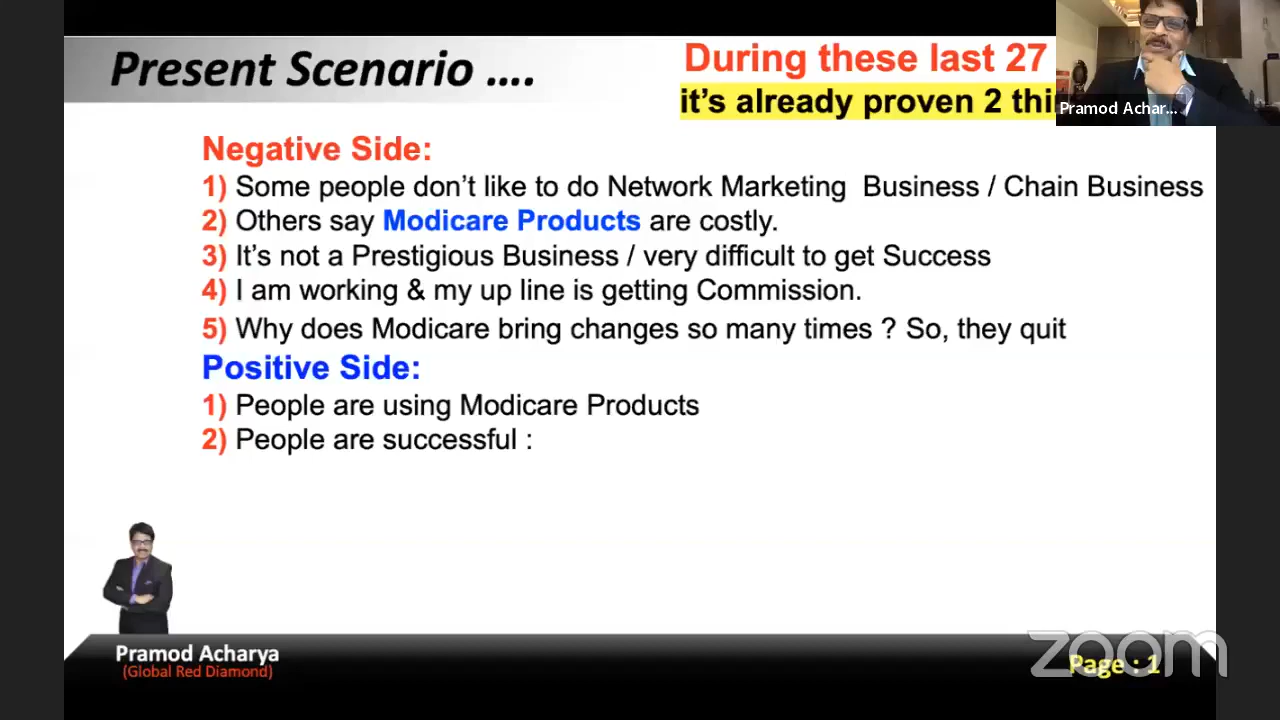 Present Scenario ....
During these last 27
it's already proven 2
Pramod Achar...
Negative Side:
1) Some people don't like to do Network Marketing Business / Chain Business
2) Others say Modicare Products are costly.
3) It's not a Prestigious Business / very difficult to get Success
4) I am working & my up line is getting Commission.
5) Why does Modicare bring changes so many times ? So, they quit
Positive Side:
1) People are using Modicare Products
2) People are successful :
Pramod Acharya
(Global Red Diamond)
zoom
Page : 1